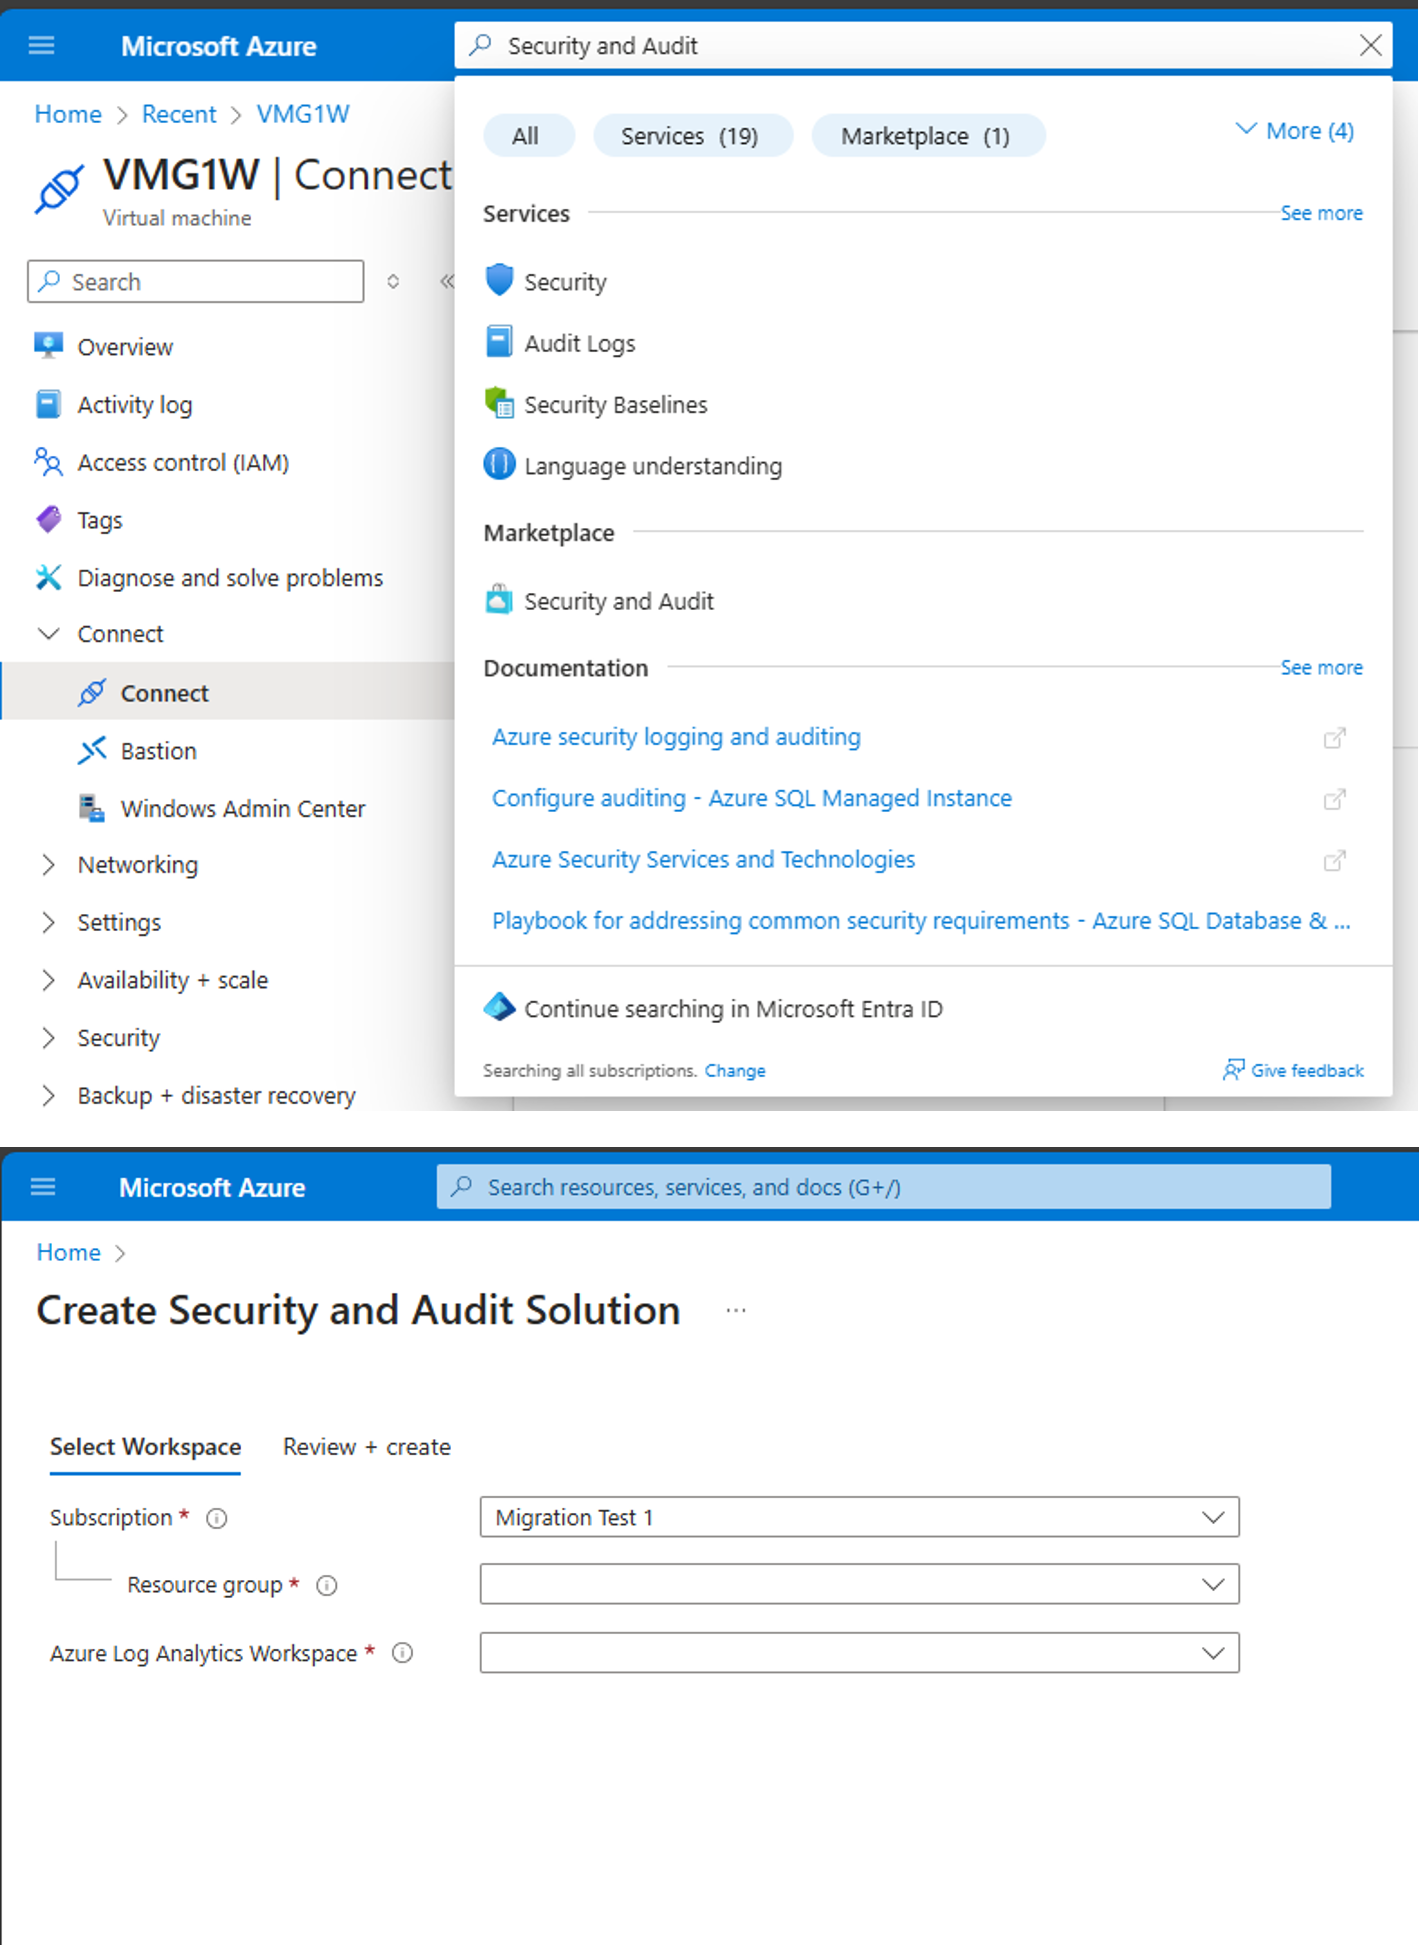 Microsoft Azure
Security and Audit
Home > Recent > VMG1W
VMG1W | Connect
Virtual machine
Search
Overview
Activity log
Access control (IAM)
Tags
Diagnose and solve problems
Connect
Connect
Bastion
Windows Admin Center
Networking
Settings
Availability + scale
Security
Backup + disaster recovery
All
Services (19)
Marketplace (1)
More (4)
Services
See more
Security
Audit Logs
Security Baselines
Language understanding
Marketplace
Security and Audit
Documentation
See more
Azure security logging and auditing
Configure auditing - Azure SQL Managed Instance
Azure Security Services and Technologies
Playbook for addressing common security requirements - Azure SQL Database & ...
Continue searching in Microsoft Entra ID
Searching all subscriptions. Change
Give feedback
Microsoft Azure
Search resources, services, and docs (G+/)
Home >
Create Security and Audit Solution ...
Select Workspace
Review + create
Subscription *
Migration Test 1
Resource group *
Azure Log Analytics Workspace *